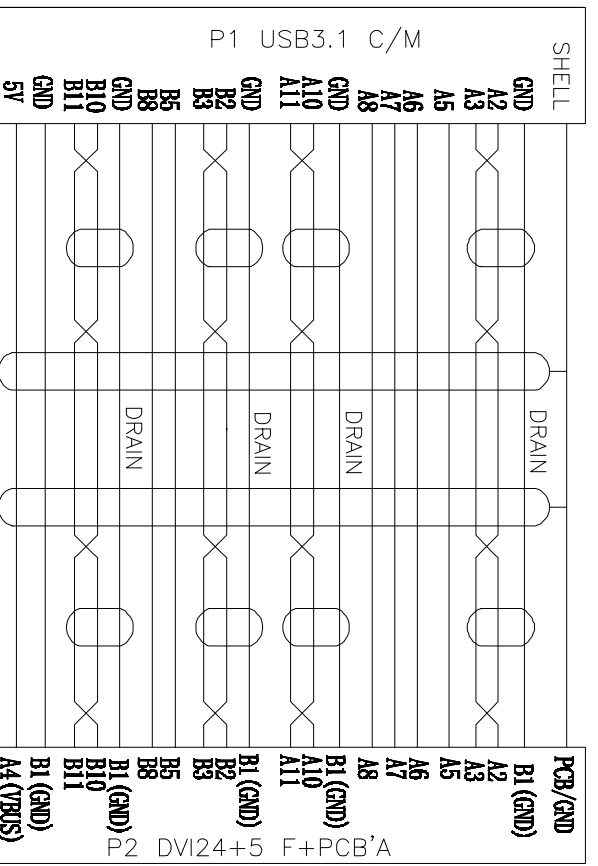 P1 USB3.1 C/M
SHELL
GND
A2
A3
A5
A6
A7
A8
GND
A10
A11
GND
B2
B3
B5
B8
GND
B10
B11
GND
5V
DRAIN
DRAIN
DRAIN
DRAIN
PCB/GND
B1(GND)
A2
A3
A5
A6
A7
A8
B1(GND)
A10
A11
B1(GND)
B2
B3
B5
B8
B1(GND)
B10
B11
B1(GND)
A4(VBUS)
P2 DVI24+5 F+PCB'A